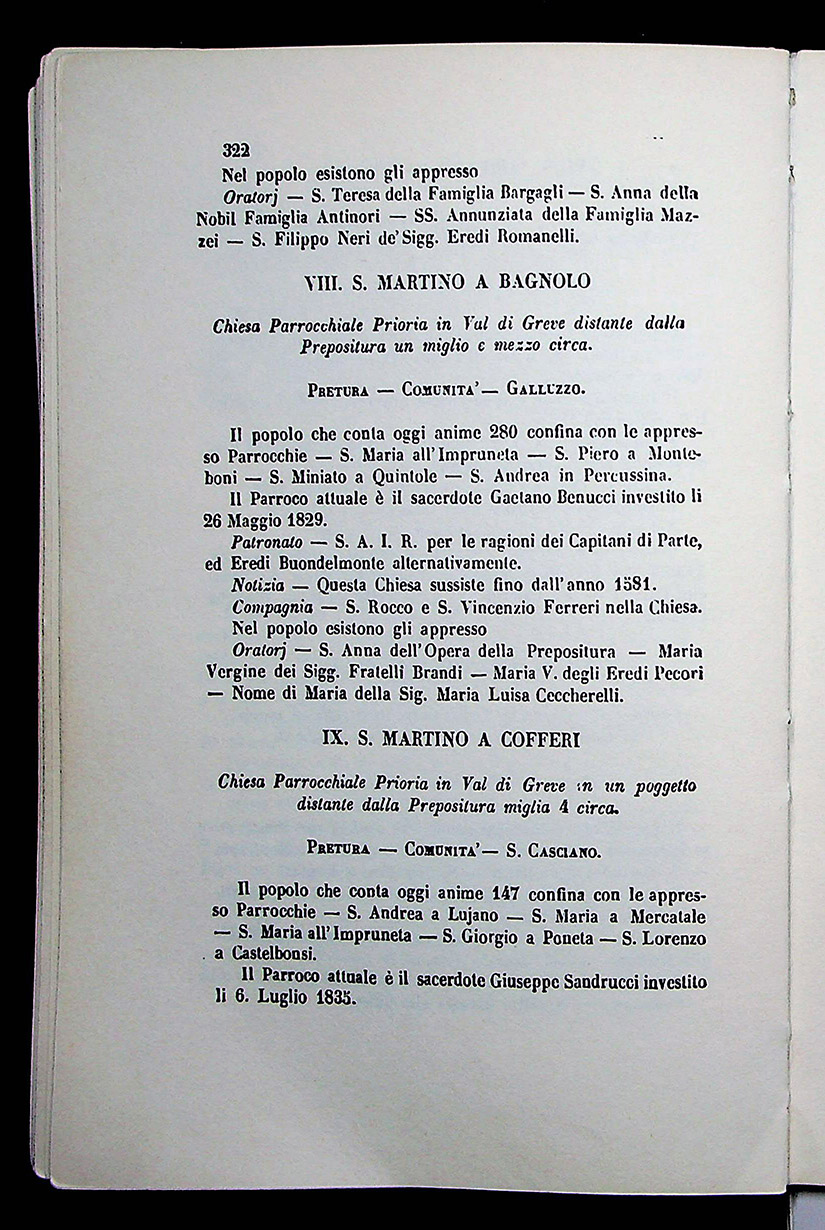 322
Nel popolo esistono gli appresso
Oratorj — S. Teresa della Famiglia Bargagli — S. Anna della
Nobil Famiglia Antinori — SS. Annunziata della Famiglia Maz-
zei — S. Filippo Neri de' Sigg. Eredi Romanelli.
VIII. S. MARTINO A BAGNOLO
Chiesa Parrocchiale Prioria in Val di Greve distante dalla
Prepositura un miglio e mezzo circa.
PRETURA — COMUNITA' — GALLUZZO.
Il popolo che conta oggi anime 280 confina con le appres-
so Parrocchie — S. Maria all' Impruneta — S. Piero a Monte-
boni — S. Miniato a Quintole — S. Andrea in Percussina.
Il Parroco attuale è il sacerdote Gaetano Benucci investito li
26 Maggio 1829.
Patronato — S. A. I. R. per le ragioni dei Capitani di Parte,
ed Eredi Buondelmonte alternativamente.
Notizia — Questa Chiesa sussiste fino dall' anno 1581.
Compagnia — S. Rocco e S. Vincenzio Ferreri nella Chiesa.
Nel popolo esistono gli appresso
Oratorj — S. Anna dell' Opera della Prepositura — Maria
Vergine dei Sigg. Fratelli Brandi — Maria V. degli Eredi Pecori
— Nome di Maria della Sig. Maria Luisa Ceccherelli.
IX. S. MARTINO A COFFERI
Chiesa Parrocchiale Prioria in Val di Greve in un poggetto
distante dalla Prepositura miglia 4 circa.
PRETURA — COMUNITA' — S. CASCIANO.
Il popolo che conta oggi anime 147 confina con le appres-
so Parrocchie — S. Andrea a Lujano — S. Maria a Mercatale
— S. Maria all' Impruneta — S. Giorgio a Poneta — S. Lorenzo
a Castelbonsi.
Il Parroco attuale è il sacerdote Giuseppe Sandrucci investito
li 6. Luglio 1835.